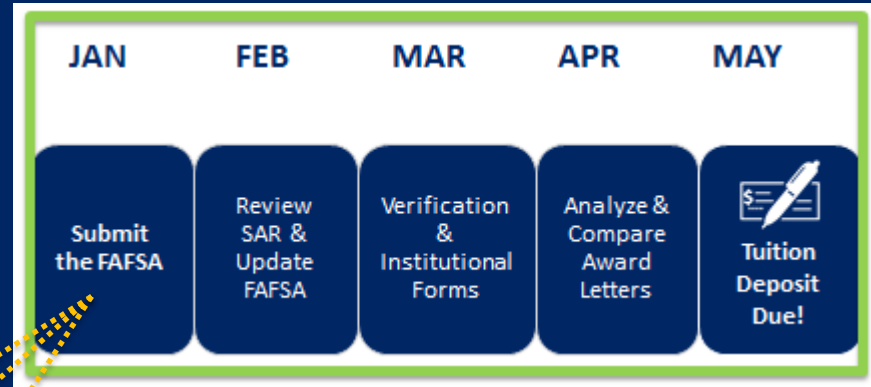 JAN FEB MAR APR MAY
Submit
the FAFSA
Review
SAR &
Update
FAFSA
Verification
&
Institutional
Forms
Analyze &
Compare
Award
Letters
$
Tuition
Deposit
Due!